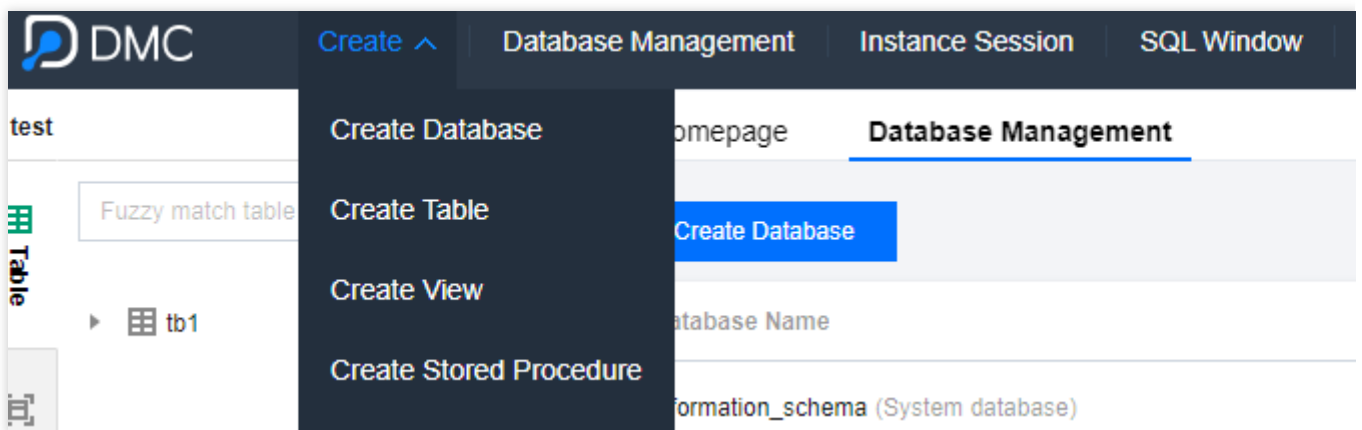 DMC Create Database Management Instance Session SQL Window
test
Create Database
omepage Database Management
Fuzzy match table
Create Table
Create Database
Table
Create View
tb1
atabase Name
Create Stored Procedure
formation_schema (System database)